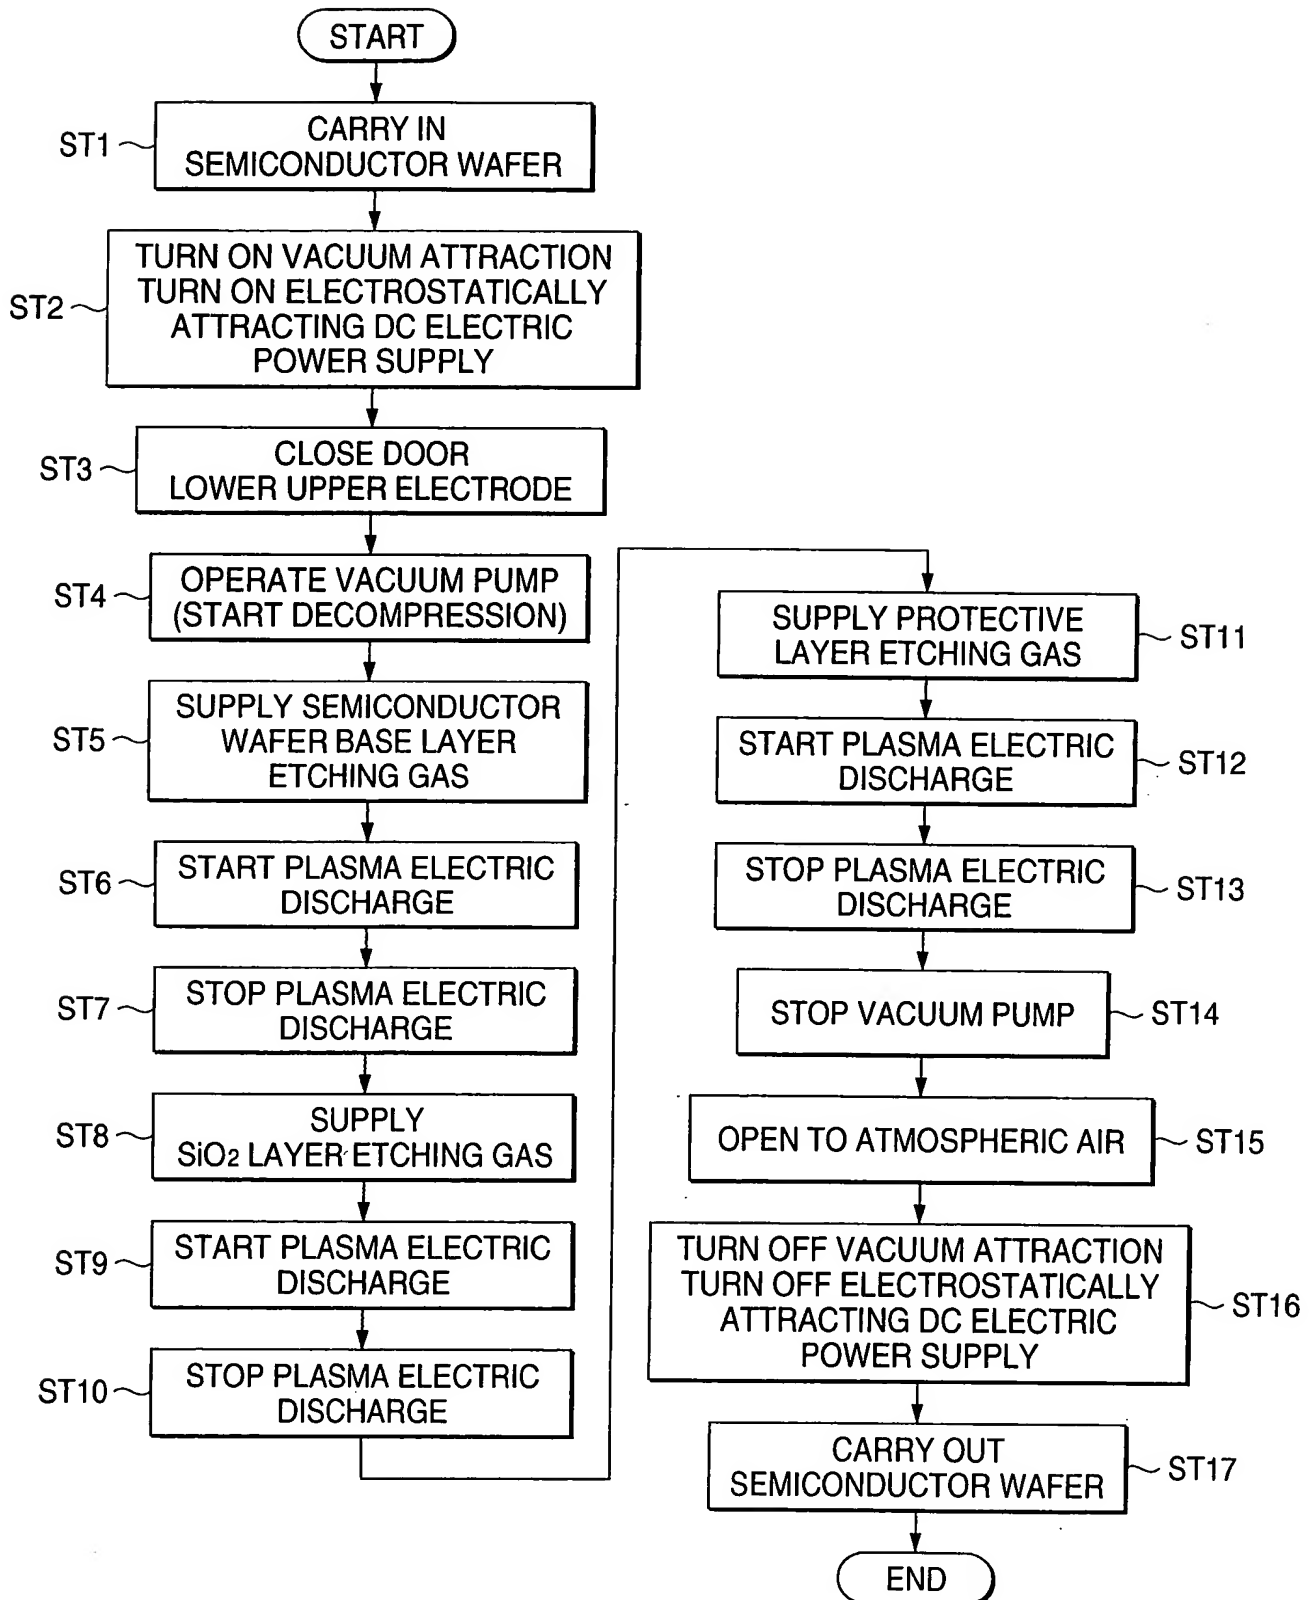 START
ST1
CARRY IN
SEMICONDUCTOR WAFER
ST2
TURN ON VACUUM ATTRACTION
TURN ON ELECTROSTATICALLY
ATTRACTING DC ELECTRIC
POWER SUPPLY
ST3
CLOSE DOOR
LOWER UPPER ELECTRODE
ST4
OPERATE VACUUM PUMP
(START DECOMPRESSION)
ST5
SUPPLY SEMICONDUCTOR
WAFER BASE LAYER
ETCHING GAS
ST6
START PLASMA ELECTRIC
DISCHARGE
ST7
STOP PLASMA ELECTRIC
DISCHARGE
ST8
SUPPLY
SiO2 LAYER ETCHING GAS
ST9
START PLASMA ELECTRIC
DISCHARGE
ST10
STOP PLASMA ELECTRIC
DISCHARGE
SUPPLY PROTECTIVE
LAYER ETCHING GAS
ST11
START PLASMA ELECTRIC
DISCHARGE
ST12
STOP PLASMA ELECTRIC
DISCHARGE
ST13
STOP VACUUM PUMP
ST14
OPEN TO ATMOSPHERIC AIR
ST15
TURN OFF VACUUM ATTRACTION
TURN OFF ELECTROSTATICALLY
ATTRACTING DC ELECTRIC
POWER SUPPLY
ST16
CARRY OUT
SEMICONDUCTOR WAFER
ST17
END